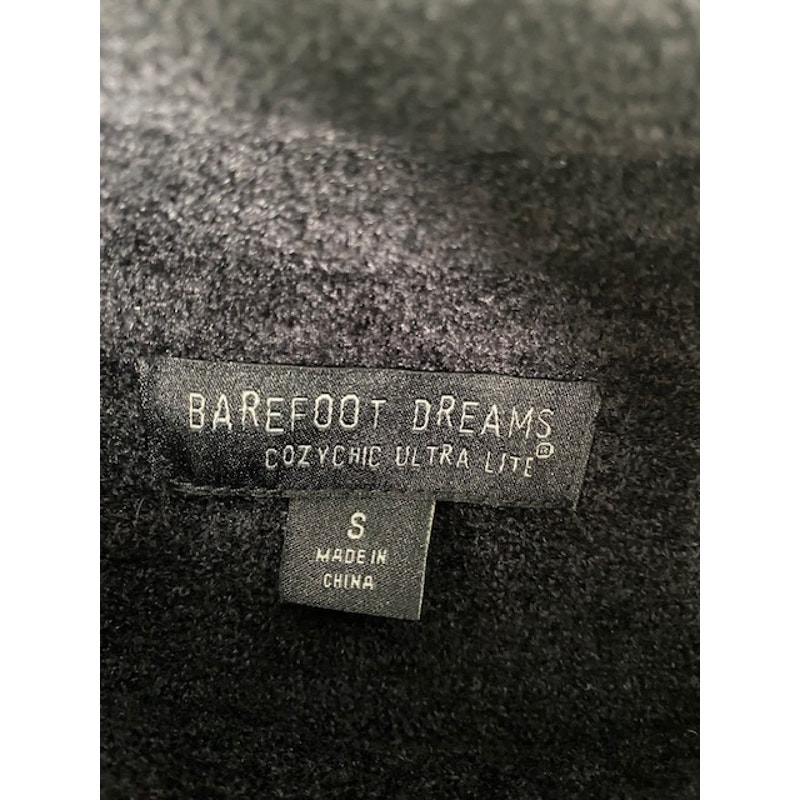 BAREFOOT DREAMS
COZYCHIC ULTRA LITE®
S
MADE IN
CHINA